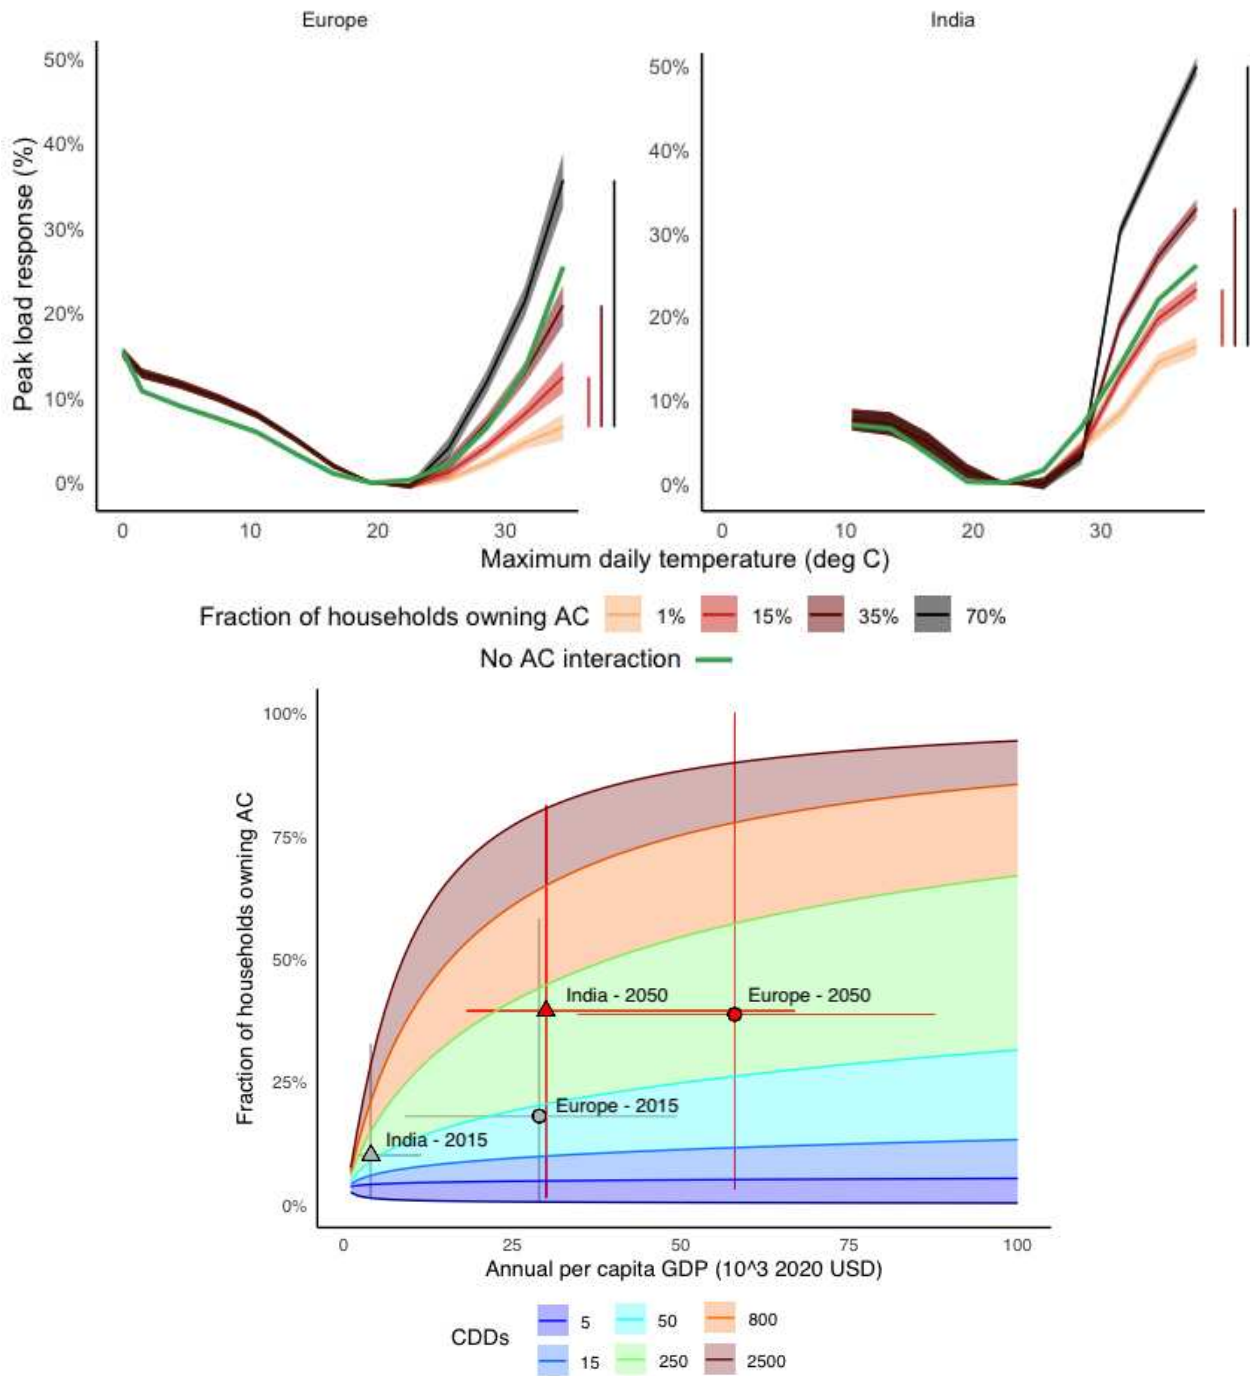 Europe
India
Peak load response (%)
50%
40%
30%
20%
10%
0%
50%
40%
30%
20%
10%
0%
0 10 20 30
0 10 20 30
Maximum daily temperature (deg C)
Fraction of households owning AC 1% 15% 35% 70%
No AC interaction
Fraction of households owning AC
100%
75%
50%
25%
0%
India - 2050
Europe - 2050
Europe - 2015
India - 2015
0 25 50 75 100
Annual per capita GDP (10^3 2020 USD)
CDDs
5 50 800
15 250 2500